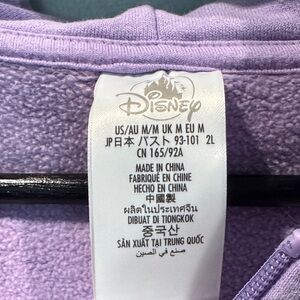 Disney
US/AU M/M UK M EU M
JP日本 バスト 93-101 2L
CN 165/92A
MADE IN CHINA
FABRIQUÉ EN CHINE
HECHO EN CHINA
中國製
ผลิตในประเทศจีน
DIBUAT DI TIONGKOK
중국산
SẢN XUẤT TẠI TRUNG QUỐC
صنع في الصين